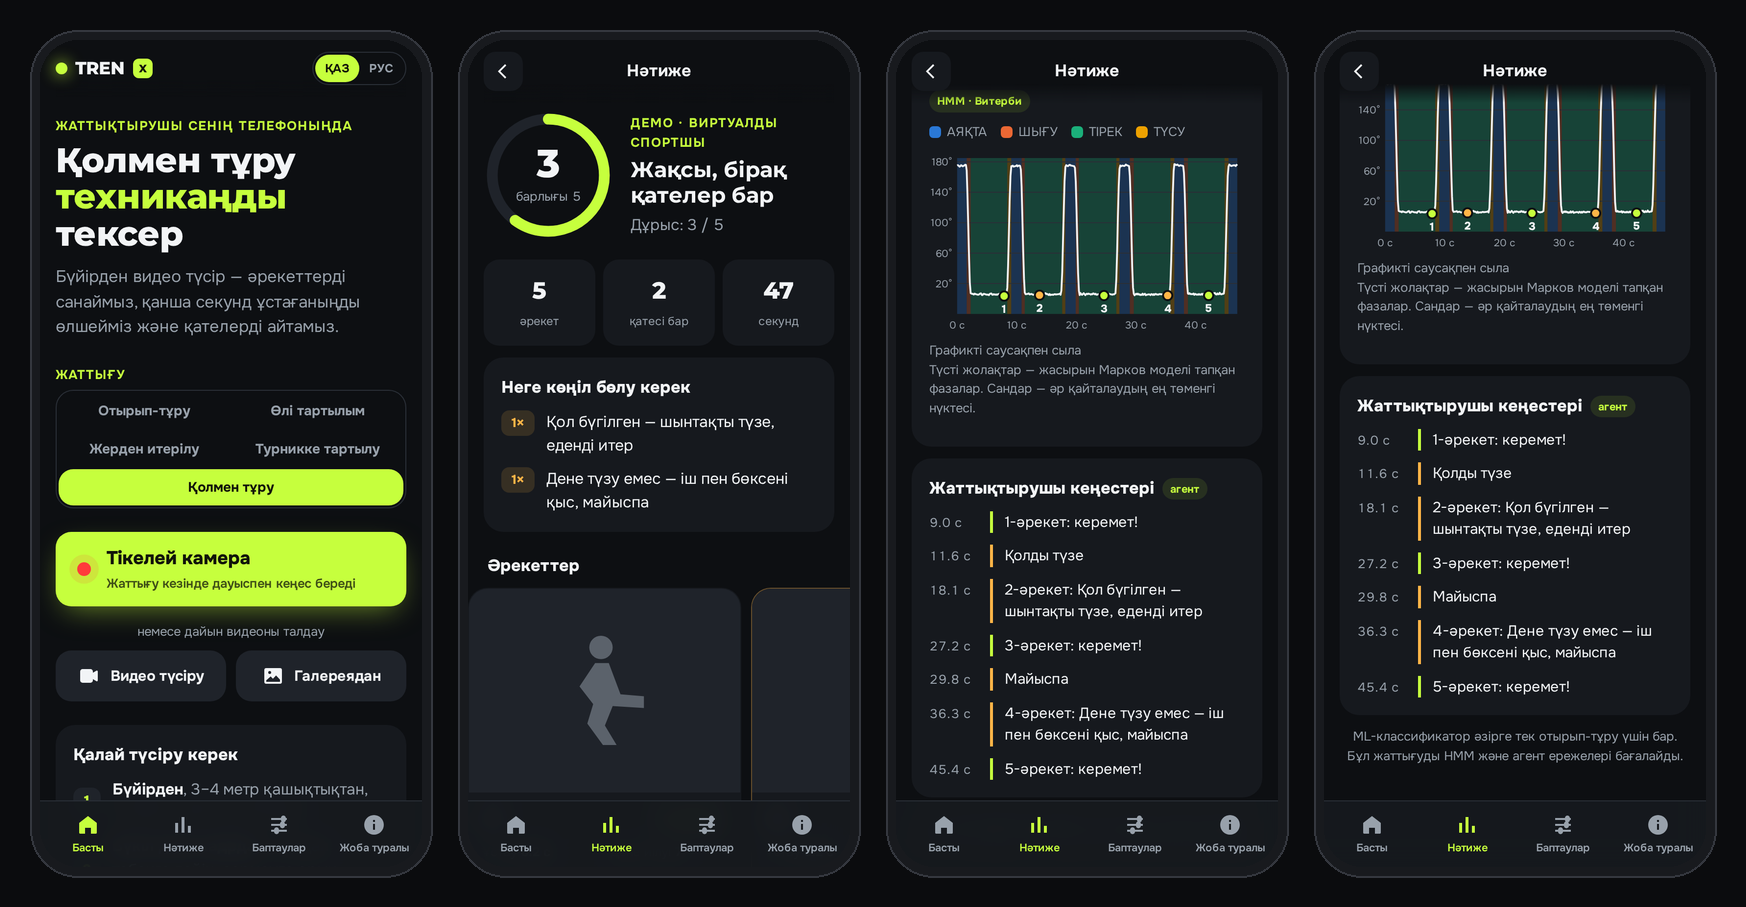 TREN X
ҚАЗ РУС
ЖАТТЫҚТЫРУШЫ СЕНІҢ ТЕЛЕФОНЫҢДА
Қолмен тұру
техникаңды
тексер
Бүйірден видео түсір — әрекеттерді
санаймыз, қанша секунд ұстағаныңды
өлшейміз және қателерді айтамыз.
ЖАТТЫҒУ
Отырып-тұру Өлі тартылым
Жерден итерілу Турникке тартылу
Қолмен тұру
Тікелей камера
Жаттығу кезінде дауыспен кеңес береді
немесе дайын видеоны талдау
Видео түсіру Галереядан
Қалай түсіру керек
1 Бүйірден, 3–4 метр қашықтықтан,
Басты Нәтиже Баптаулар Жоба туралы
Нәтиже
3
барлығы 5
ДЕМО · ВИРТУАЛДЫ
СПОРТШЫ
Жақсы, бірақ
қателер бар
Дұрыс: 3 / 5
5 2 47
әрекет қатесі бар секунд
Неге көңіл бөлу керек
1× Қол бүгілген — шынтақты түзе,
еденді итер
1× Дене түзу емес — іш пен бөксені
қыс, майыспа
Әрекеттер
Басты Нәтиже Баптаулар Жоба туралы
Нәтиже
HMM · Витерби
АЯҚТА ШЫҒУ ТІРЕК ТҮСУ
180°
140°
100°
60°
20°
1 2 3 4 5
0 с 10 с 20 с 30 с 40 с
Графикті саусақпен сыла
Түсті жолақтар — жасырын Марков моделі тапқан
фазалар. Сандар — әр қайталаудың ең төменгі
нүктесі.
Жаттықтырушы кеңестері агент
9.0 с 1-әрекет: керемет!
11.6 с Қолды түзе
18.1 с 2-әрекет: Қол бүгілген —
шынтақты түзе, еденді итер
27.2 с 3-әрекет: керемет!
29.8 с Майыспа
36.3 с 4-әрекет: Дене түзу емес — іш
пен бөксені қыс, майыспа
45.4 с 5-әрекет: керемет!
Басты Нәтиже Баптаулар Жоба туралы
Нәтиже
140°
100°
60°
20°
1 2 3 4 5
0 с 10 с 20 с 30 с 40 с
Графикті саусақпен сыла
Түсті жолақтар — жасырын Марков моделі тапқан
фазалар. Сандар — әр қайталаудың ең төменгі
нүктесі.
Жаттықтырушы кеңестері агент
9.0 с 1-әрекет: керемет!
11.6 с Қолды түзе
18.1 с 2-әрекет: Қол бүгілген —
шынтақты түзе, еденді итер
27.2 с 3-әрекет: керемет!
29.8 с Майыспа
36.3 с 4-әрекет: Дене түзу емес — іш
пен бөксені қыс, майыспа
45.4 с 5-әрекет: керемет!
ML-классификатор әзірге тек отырып-тұру үшін бар.
Бұл жаттығуды HMM және агент ережелері бағалайды.
Басты Нәтиже Баптаулар Жоба туралы